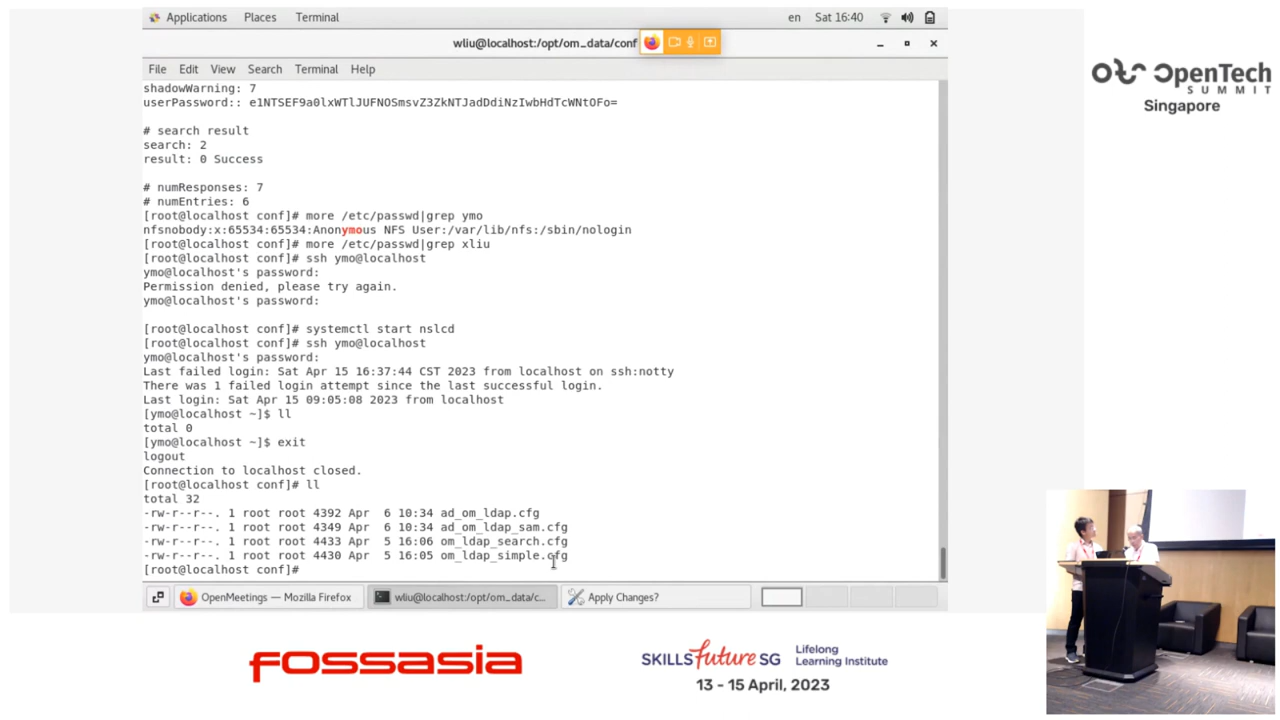 Applications Places Terminal en Sat 16:40
wliu@localhost:/opt/om_data/conf
File Edit View Search Terminal Help
shadowWarning: 7
userPassword:: e1NTSEF9a0lxWTlJUFNOSmsvZ3ZkNTJadDdiNzIwbHdTcWNtOFo=
# search result
search: 2
result: 0 Success
# numResponses: 7
# numEntries: 6
[root@localhost conf]# more /etc/passwd|grep ymo
nfsnobody:x:65534:65534:Anonymous NFS User:/var/lib/nfs:/sbin/nologin
[root@localhost conf]# more /etc/passwd|grep xliu
[root@localhost conf]# ssh ymo@localhost
ymo@localhost's password:
Permission denied, please try again.
ymo@localhost's password:
[root@localhost conf]# systemctl start nslcd
[root@localhost conf]# ssh ymo@localhost
ymo@localhost's password:
Last failed login: Sat Apr 15 16:37:44 CST 2023 from localhost on ssh:notty
There was 1 failed login attempt since the last successful login.
Last login: Sat Apr 15 09:05:08 2023 from localhost
[ymo@localhost ~]$ ll
total 0
[ymo@localhost ~]$ exit
logout
Connection to localhost closed.
[root@localhost conf]# ll
total 32
-rw-r--r--. 1 root root 4392 Apr  6 10:34 ad_om_ldap.cfg
-rw-r--r--. 1 root root 4349 Apr  6 10:34 ad_om_ldap_sam.cfg
-rw-r--r--. 1 root root 4433 Apr  5 16:06 om_ldap_search.cfg
-rw-r--r--. 1 root root 4430 Apr  5 16:05 om_ldap_simple.cfg
[root@localhost conf]#
OpenMeetings — Mozilla Firefox
wliu@localhost:/opt/om_data/c...
Apply Changes?
OpenTech
SUMMIT
Singapore
FOSSASIA
SKILLS future SG
Lifelong
Learning Institute
13 - 15 April, 2023